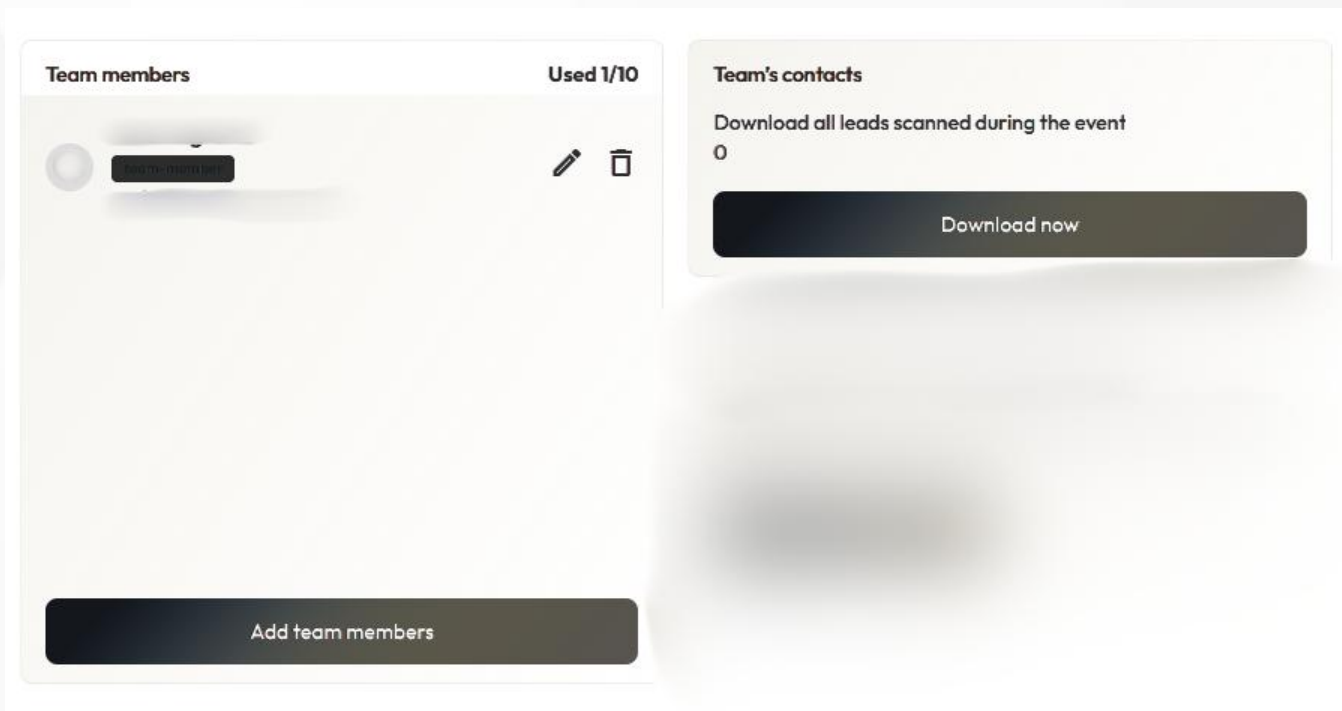 Team members
Used 1/10
Team's contacts
Download all leads scanned during the event
0
Download now
Add team members